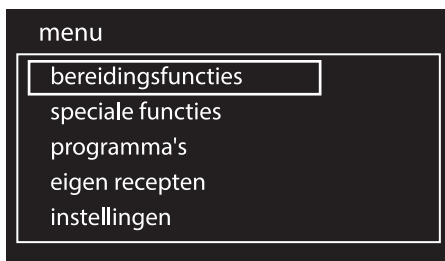 menu
bereidingsfuncties
speciale functies
programma's
eigen recepten
instellingen